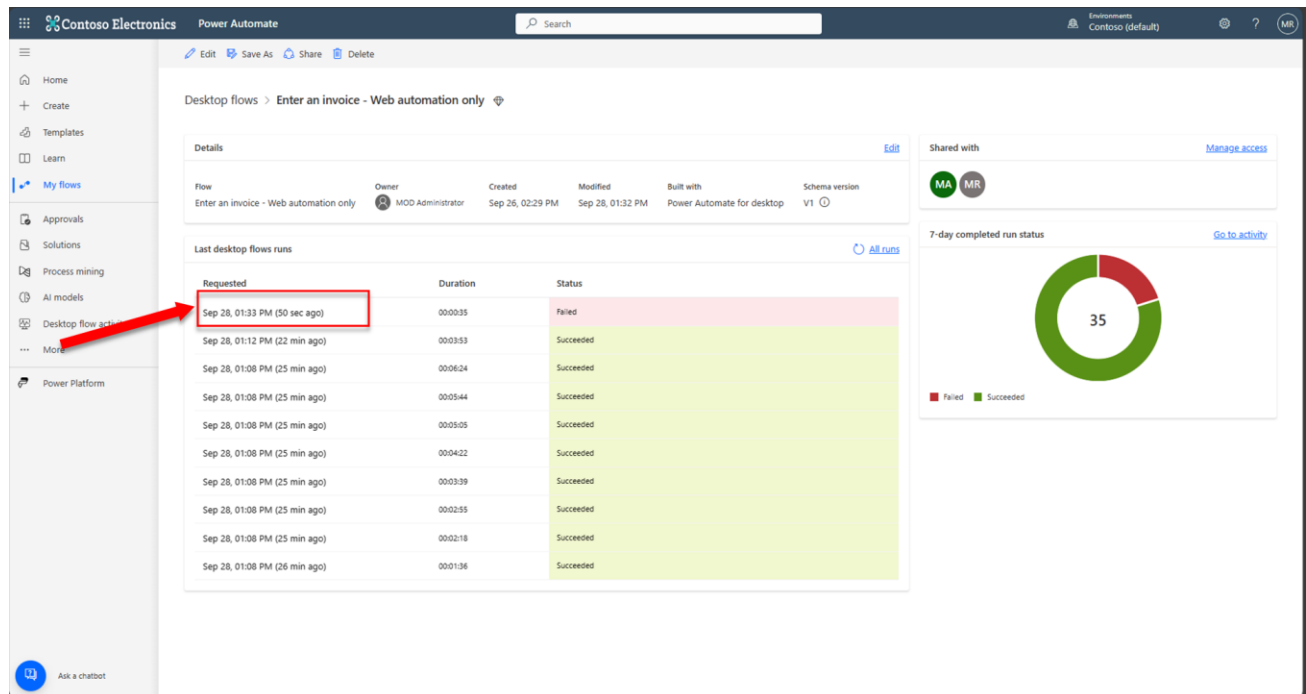 Contoso Electronics Power Automate Search Environments Contoso (default) ? MR
Edit Save As Share Delete
Home
Create
Templates
Learn
My flows
Approvals
Solutions
Process mining
AI models
Desktop flow
More
Power Platform
Ask a chatbot
Desktop flows > Enter an invoice - Web automation only
Details Edit
Flow Owner Created Modified Built with Schema version
Enter an invoice - Web automation only MOD Administrator Sep 26, 02:29 PM Sep 28, 01:32 PM Power Automate for desktop V1
Last desktop flows runs All runs
Requested Duration Status
Sep 28, 01:33 PM (50 sec ago) 00:00:35 Failed
Sep 28, 01:12 PM (22 min ago) 00:03:53 Succeeded
Sep 28, 01:08 PM (25 min ago) 00:06:24 Succeeded
Sep 28, 01:08 PM (25 min ago) 00:05:44 Succeeded
Sep 28, 01:08 PM (25 min ago) 00:05:05 Succeeded
Sep 28, 01:08 PM (25 min ago) 00:04:22 Succeeded
Sep 28, 01:08 PM (25 min ago) 00:03:39 Succeeded
Sep 28, 01:08 PM (25 min ago) 00:02:55 Succeeded
Sep 28, 01:08 PM (25 min ago) 00:02:18 Succeeded
Sep 28, 01:08 PM (26 min ago) 00:01:36 Succeeded
Shared with Manage access
MA MR
7-day completed run status Go to activity
35
Failed Succeeded